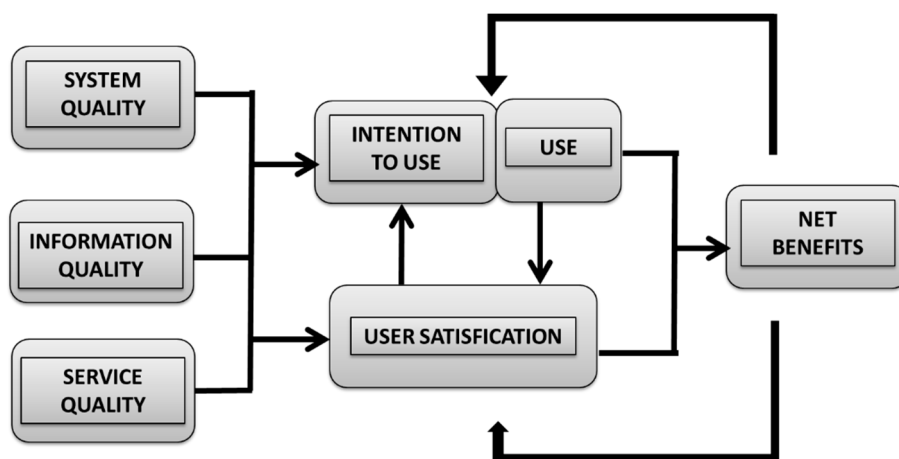 SYSTEM
QUALITY
INTENTION
TO USE
USE
INFORMATION
QUALITY
NET
BENEFITS
USER SATISFICATION
SERVICE
QUALITY